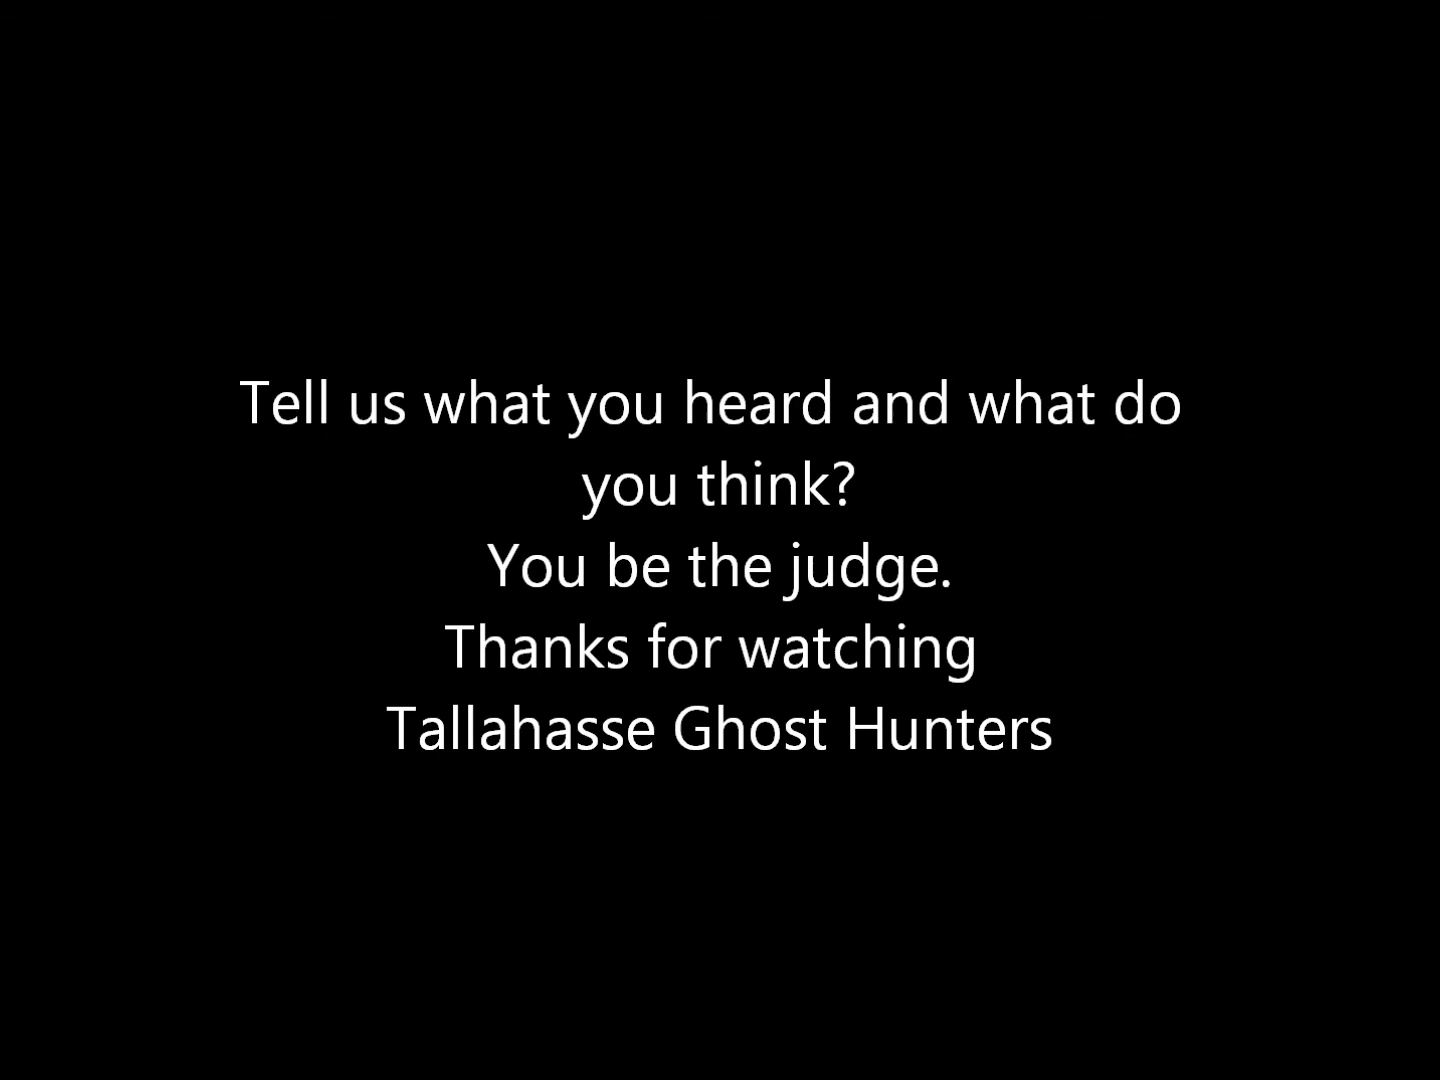 Tell us what you heard and what do
you think?
You be the judge.
Thanks for watching
Tallahasse Ghost Hunters